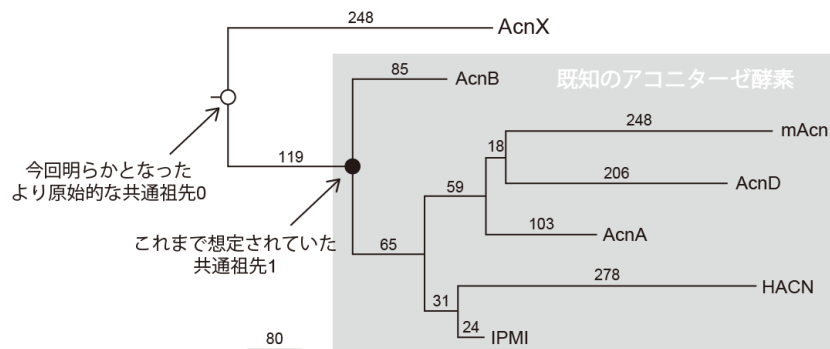 248
AcnX
85
AcnB
既知のアコニターゼ酵素
248
mAcn
18
119
今回明らかとなった
より原始的な共通祖先0
206
59
AcnD
103
AcnA
これまで想定されていた
共通祖先1
65
278
HACN
31
24
IPMI
80